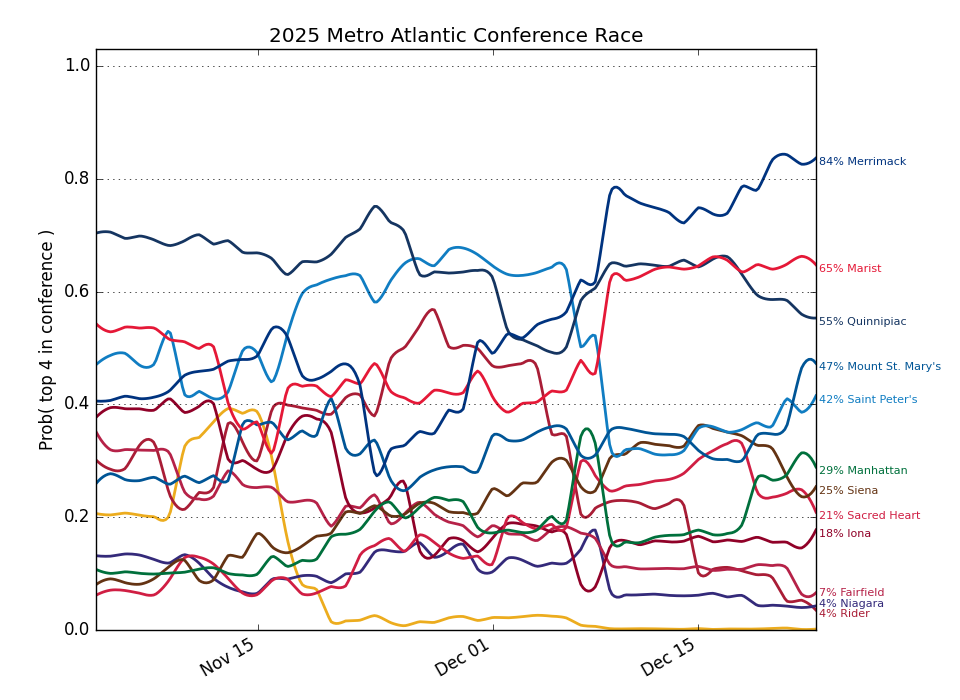 2025 Metro Atlantic Conference Race
Prob( top 4 in conference )
1.0
0.8
0.6
0.4
0.2
0.0
Nov 15
Dec 01
Dec 15
84% Merrimack
65% Marist
55% Quinnipiac
47% Mount St. Mary's
42% Saint Peter's
29% Manhattan
25% Siena
21% Sacred Heart
18% Iona
7% Fairfield
4% Niagara
4% Rider